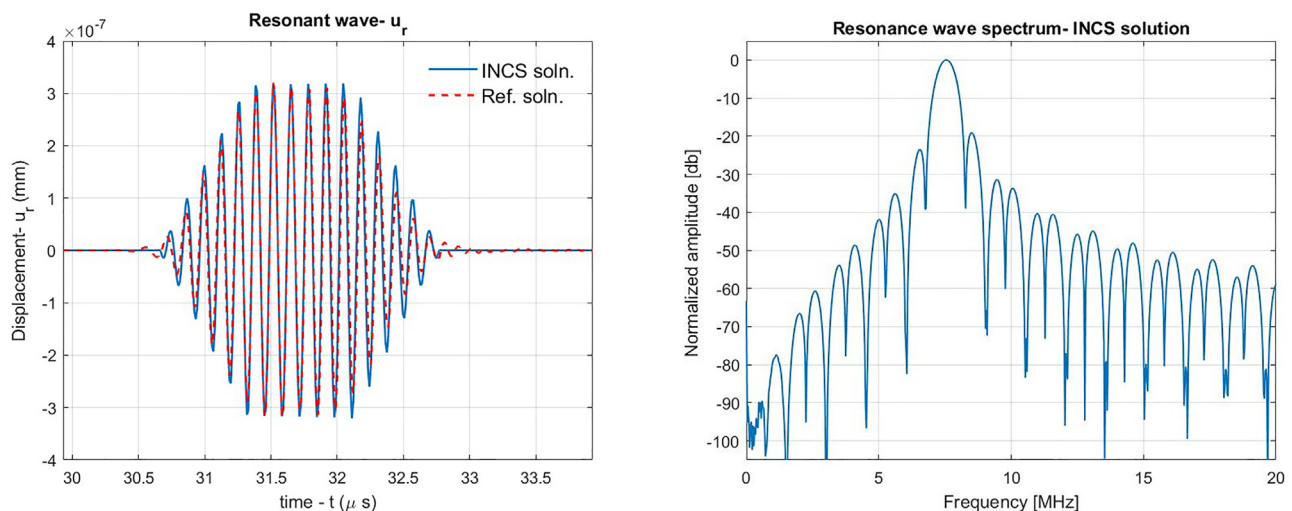 Resonant wave- u_r
×10^-7
4
3
2
1
0
-1
-2
-3
-4
Displacement- u_r (mm)
INCS soln.
Ref. soln.
30 30.5 31 31.5 32 32.5 33 33.5
time - t (μ s)
Resonance wave spectrum- INCS solution
0
-10
-20
-30
-40
-50
-60
-70
-80
-90
-100
Normalized amplitude [db]
0 5 10 15 20
Frequency [MHz]